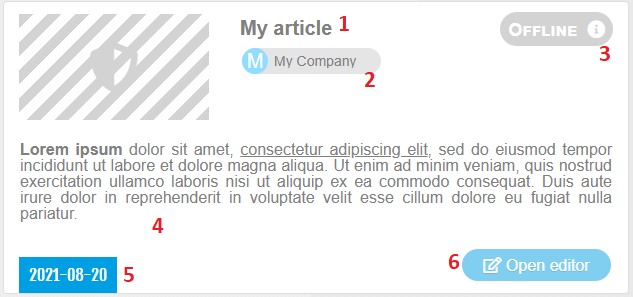 My article 1
M My Company
2
OFFLINE i
3
Lorem ipsum dolor sit amet, consectetur adipiscing elit, sed do eiusmod tempor
incididunt ut labore et dolore magna aliqua. Ut enim ad minim veniam, quis nostrud
exercitation ullamco laboris nisi ut aliquip ex ea commodo consequat. Duis aute
irure dolor in reprehenderit in voluptate velit esse cillum dolore eu fugiat nulla
pariatur.
4
2021-08-20 5
6 Open editor